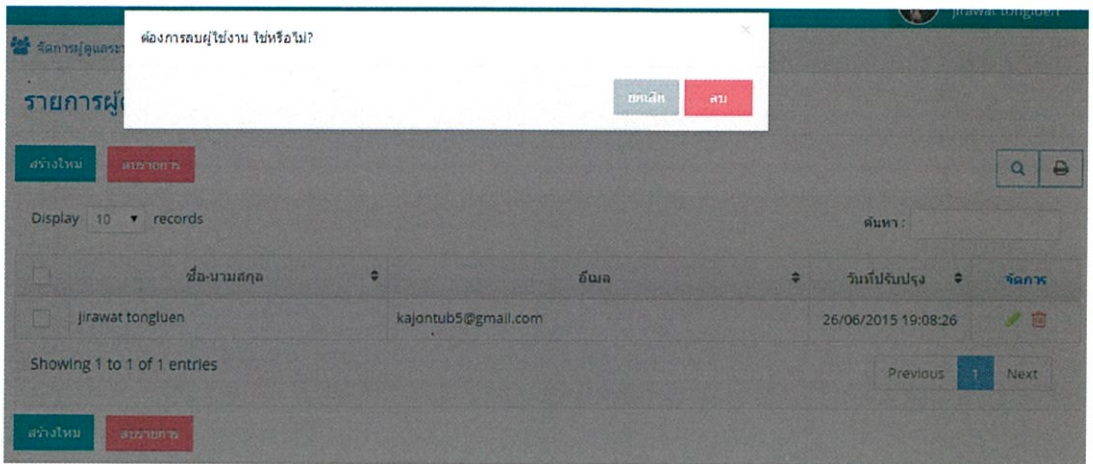 jirawat tongluen
ต้องการลบผู้ใช้งาน ใช่หรือไม่?
×
จัดการผู้ดูแลระ
รายการผู้
ยกเลิก
ลบ
สร้างใหม่
ลบรายการ
Display 10 records
ค้นหา :
ชื่อ-นามสกุล
อีเมล
วันที่ปรับปรุง
จัดการ
jirawat tongluen
kajontub5@gmail.com
26/06/2015 19:08:26
Showing 1 to 1 of 1 entries
Previous 1 Next
สร้างใหม่
ลบรายการ